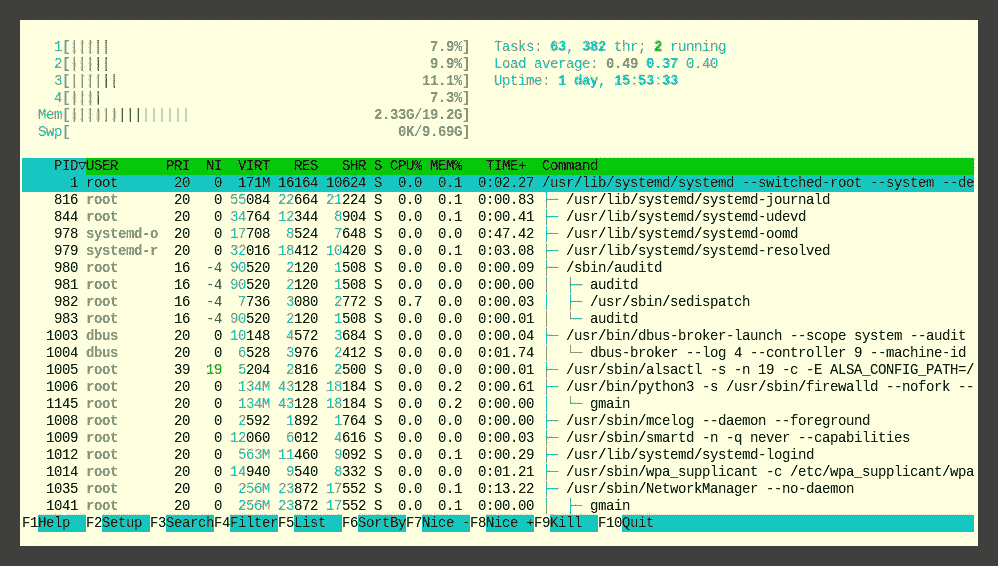 1[||||| 7.9%] Tasks: 63, 382 thr; 2 running
2[||||| 9.9%] Load average: 0.49 0.37 0.40
3[|||||| 11.1%] Uptime: 1 day, 15:53:33
4[|||| 7.3%]
Mem[||||||||||||||| 2.33G/19.2G]
Swp[ 0K/9.69G]
PID▽USER PRI NI VIRT RES SHR S CPU% MEM% TIME+ Command
1 root 20 0 171M 16164 10624 S 0.0 0.1 0:02.27 /usr/lib/systemd/systemd --switched-root --system --de
816 root 20 0 55084 22664 21224 S 0.0 0.1 0:00.83 ├─ /usr/lib/systemd/systemd-journald
844 root 20 0 34764 12344 8904 S 0.0 0.1 0:00.41 ├─ /usr/lib/systemd/systemd-udevd
978 systemd-o 20 0 17708 8524 7648 S 0.0 0.0 0:47.42 ├─ /usr/lib/systemd/systemd-oomd
979 systemd-r 20 0 32016 18412 10420 S 0.0 0.1 0:03.08 ├─ /usr/lib/systemd/systemd-resolved
980 root 16 -4 90520 2120 1508 S 0.0 0.0 0:00.09 ├─ /sbin/auditd
981 root 16 -4 90520 2120 1508 S 0.0 0.0 0:00.00 │ ├─ auditd
982 root 16 -4 7736 3080 2772 S 0.7 0.0 0:00.03 │ ├─ /usr/sbin/sedispatch
983 root 16 -4 90520 2120 1508 S 0.0 0.0 0:00.01 │ └─ auditd
1003 dbus 20 0 10148 4572 3684 S 0.0 0.0 0:00.04 ├─ /usr/bin/dbus-broker-launch --scope system --audit
1004 dbus 20 0 6528 3976 2412 S 0.0 0.0 0:01.74 │ └─ dbus-broker --log 4 --controller 9 --machine-id
1005 root 39 19 5204 2816 2500 S 0.0 0.0 0:00.01 ├─ /usr/sbin/alsactl -s -n 19 -c -E ALSA_CONFIG_PATH=/
1006 root 20 0 134M 43128 18184 S 0.0 0.2 0:00.61 ├─ /usr/bin/python3 -s /usr/sbin/firewalld --nofork --
1145 root 20 0 134M 43128 18184 S 0.0 0.2 0:00.00 │ └─ gmain
1008 root 20 0 2592 1892 1764 S 0.0 0.0 0:00.00 ├─ /usr/sbin/mcelog --daemon --foreground
1009 root 20 0 12060 6012 4616 S 0.0 0.0 0:00.03 ├─ /usr/sbin/smartd -n -q never --capabilities
1012 root 20 0 563M 11460 9092 S 0.0 0.1 0:00.29 ├─ /usr/lib/systemd/systemd-logind
1014 root 20 0 14940 9540 8332 S 0.0 0.0 0:01.21 ├─ /usr/sbin/wpa_supplicant -c /etc/wpa_supplicant/wpa
1035 root 20 0 256M 23872 17552 S 0.0 0.1 0:13.22 ├─ /usr/sbin/NetworkManager --no-daemon
1041 root 20 0 256M 23872 17552 S 0.0 0.1 0:00.00 │ ├─ gmain
F1Help F2Setup F3SearchF4FilterF5List F6SortByF7Nice -F8Nice +F9Kill F10Quit